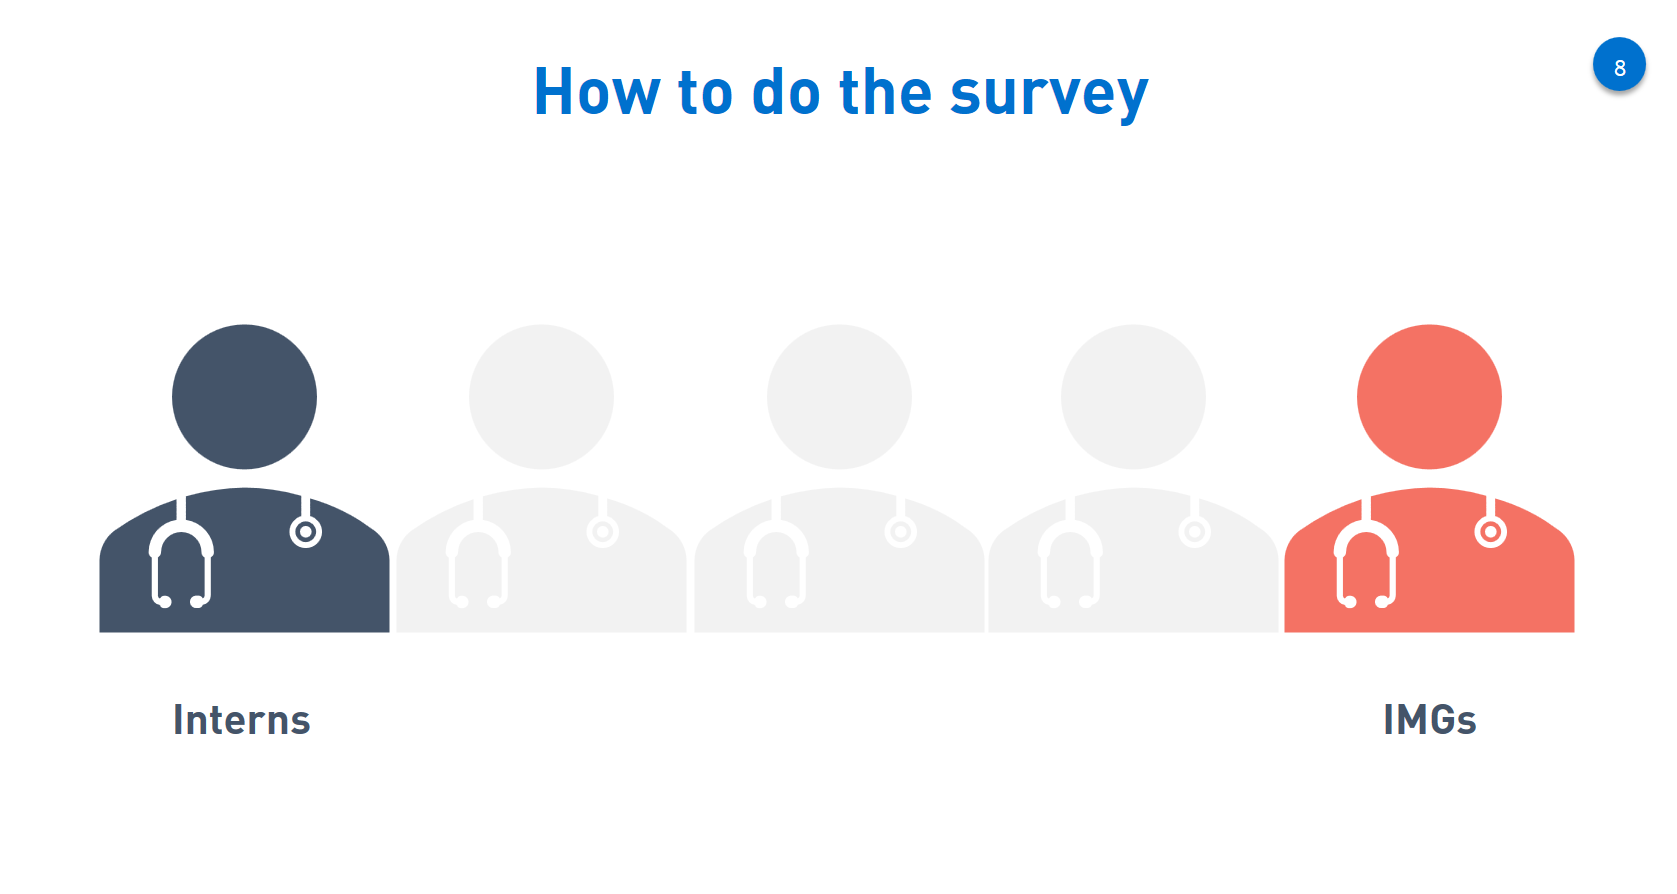 How to do the survey
8
Interns
IMGs